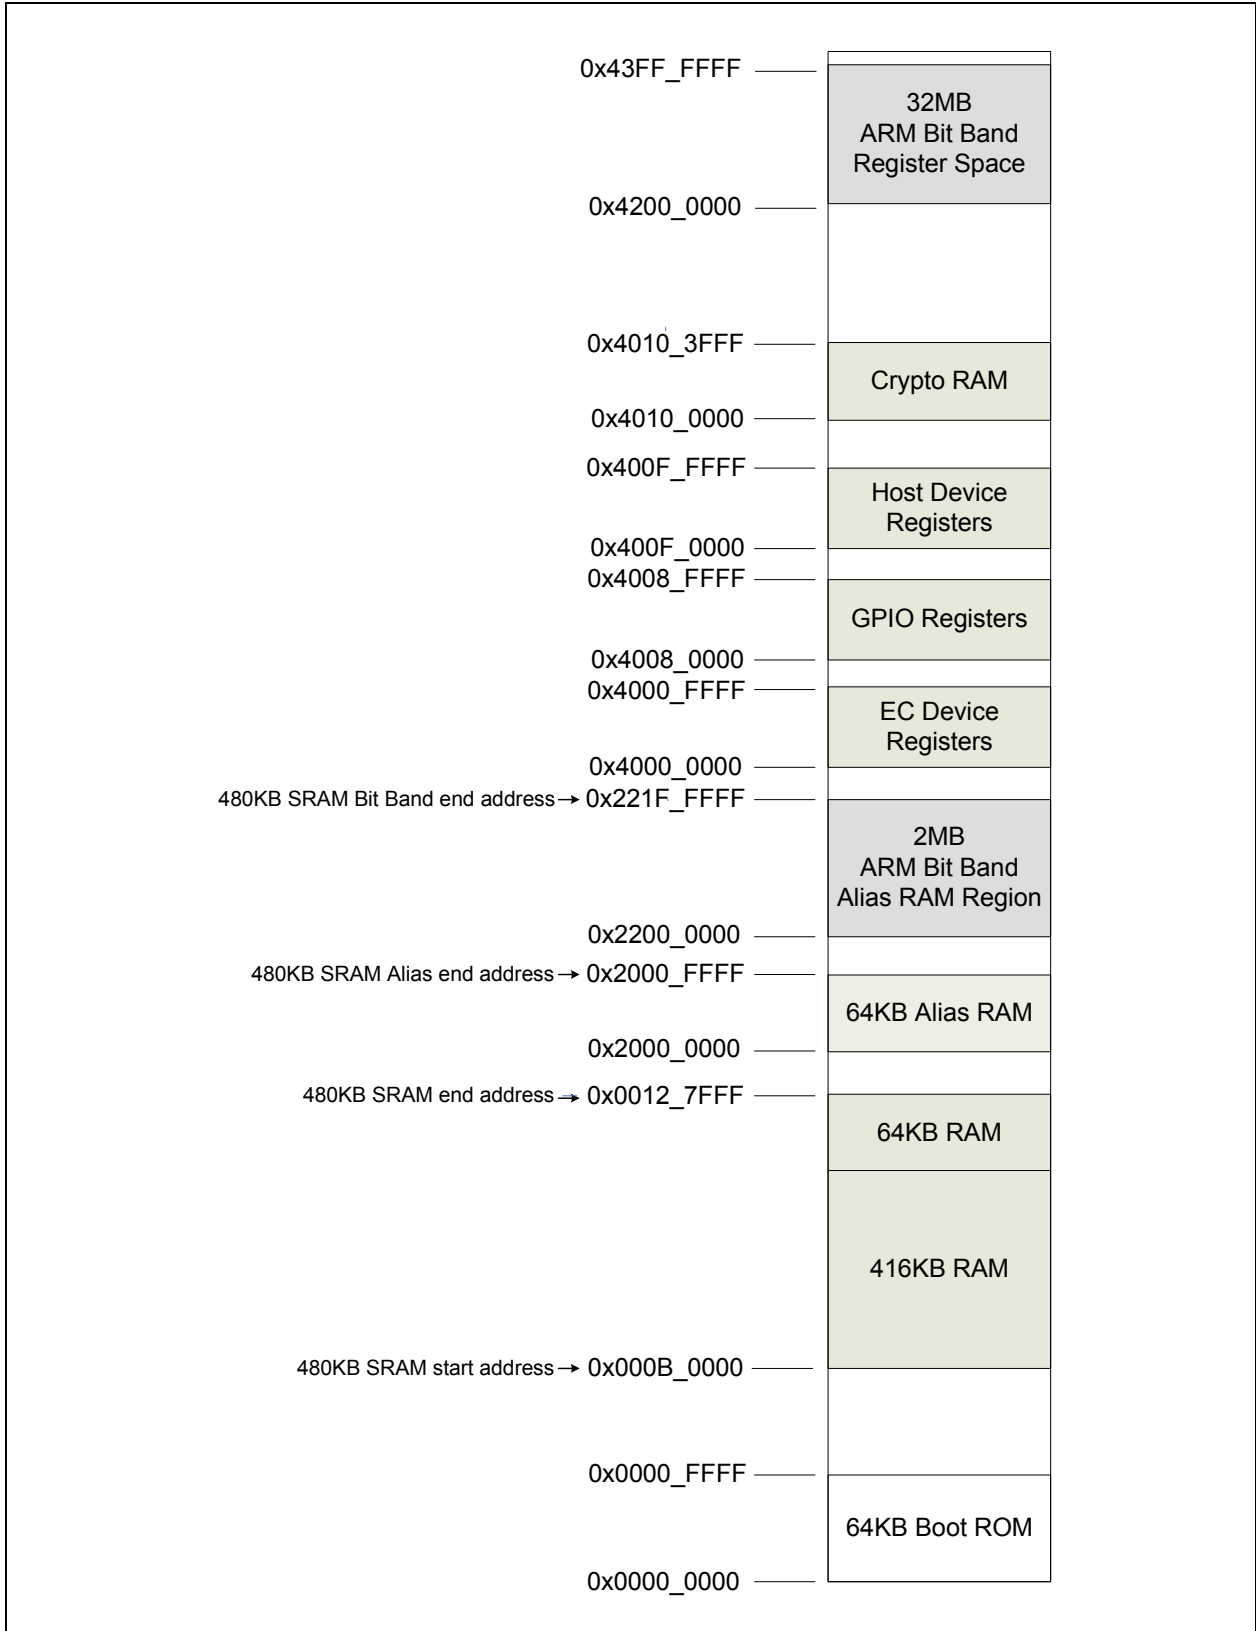 0x43FF_FFFF
32MB
ARM Bit Band
Register Space
0x4200_0000
0x4010_3FFF
Crypto RAM
0x4010_0000
0x400F_FFFF
Host Device
Registers
0x400F_0000
0x4008_FFFF
GPIO Registers
0x4008_0000
0x4000_FFFF
EC Device
Registers
0x4000_0000
480KB SRAM Bit Band end address → 0x221F_FFFF
2MB
ARM Bit Band
Alias RAM Region
0x2200_0000
480KB SRAM Alias end address → 0x2000_FFFF
64KB Alias RAM
0x2000_0000
480KB SRAM end address → 0x0012_7FFF
64KB RAM
416KB RAM
480KB SRAM start address → 0x000B_0000
0x0000_FFFF
64KB Boot ROM
0x0000_0000